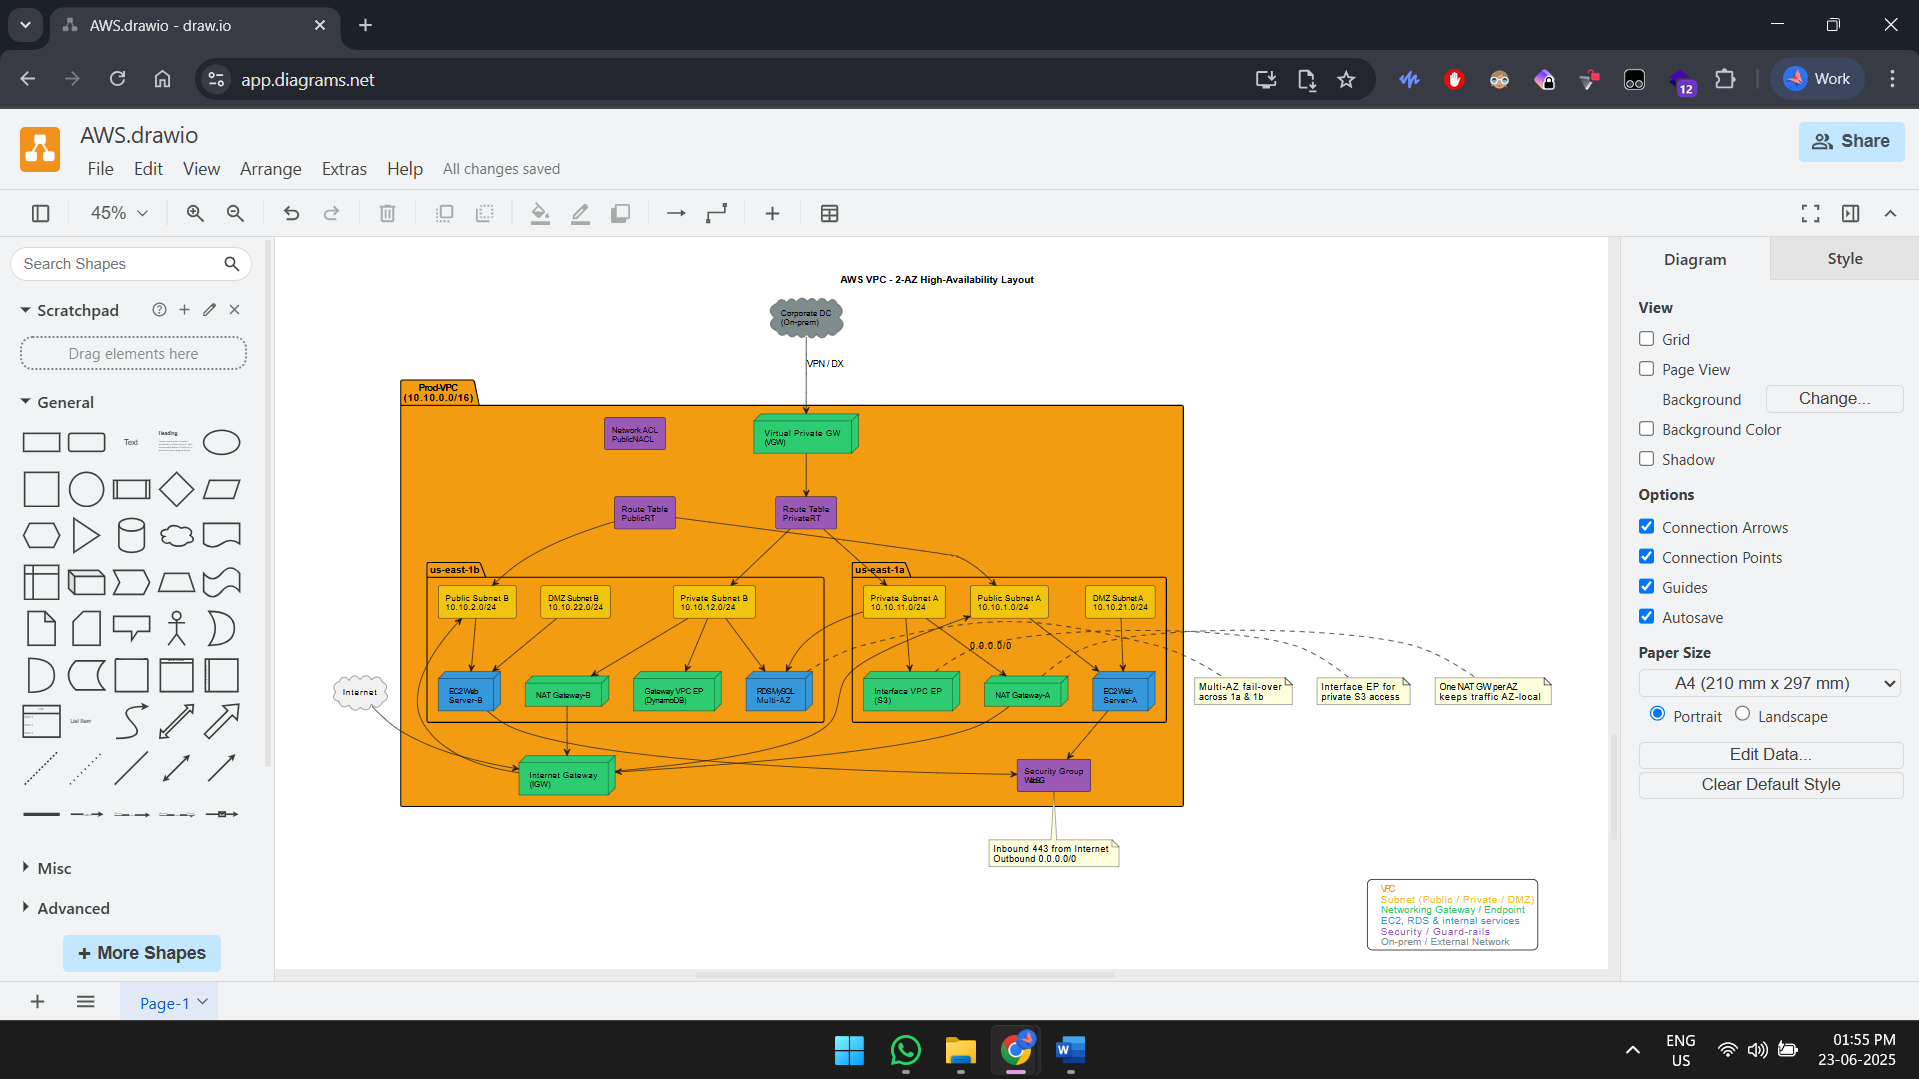 AWS.drawio - draw.io
app.diagrams.net
12
Work
AWS.drawio
File
Edit
View
Arrange
Extras
Help
All changes saved
Share
45%
Search Shapes
Scratchpad
Drag elements here
General
Text
Heading
List Item
Misc
Advanced
+ More Shapes
Page-1
AWS VPC - 2-AZ High-Availability Layout
Corporate DC
(On-prem)
VPN / DX
Prod-VPC
(10.10.0.0/16)
Network ACL
PublicNACL
Virtual Private GW
(VGW)
Route Table
PublicRT
Route Table
PrivateRT
us-east-1b
Public Subnet B
10.10.2.0/24
DMZ Subnet B
10.10.22.0/24
Private Subnet B
10.10.12.0/24
us-east-1a
Private Subnet A
10.10.11.0/24
Public Subnet A
10.10.1.0/24
DMZ Subnet A
10.10.21.0/24
0.0.0.0/0
Internet
EC2 Web
Server-B
NAT Gateway-B
Gateway VPC EP
(DynamoDB)
RDS MySQL
Multi-AZ
Interface VPC EP
(S3)
NAT Gateway-A
EC2 Web
Server-A
Multi-AZ fail-over
across 1a & 1b
Interface EP for
private S3 access
One NAT GW per AZ
keeps traffic AZ-local
Internet Gateway
(IGW)
Security Group
WebSG
Inbound 443 from Internet
Outbound 0.0.0.0/0
VPC
Subnet (Public / Private / DMZ)
Networking Gateway / Endpoint
EC2, RDS & internal services
Security / Guard-rails
On-prem / External Network
Diagram
Style
View
Grid
Page View
Background
Change...
Background Color
Shadow
Options
Connection Arrows
Connection Points
Guides
Autosave
Paper Size
A4 (210 mm x 297 mm)
Portrait
Landscape
Edit Data...
Clear Default Style
ENG
US
01:55 PM
23-06-2025